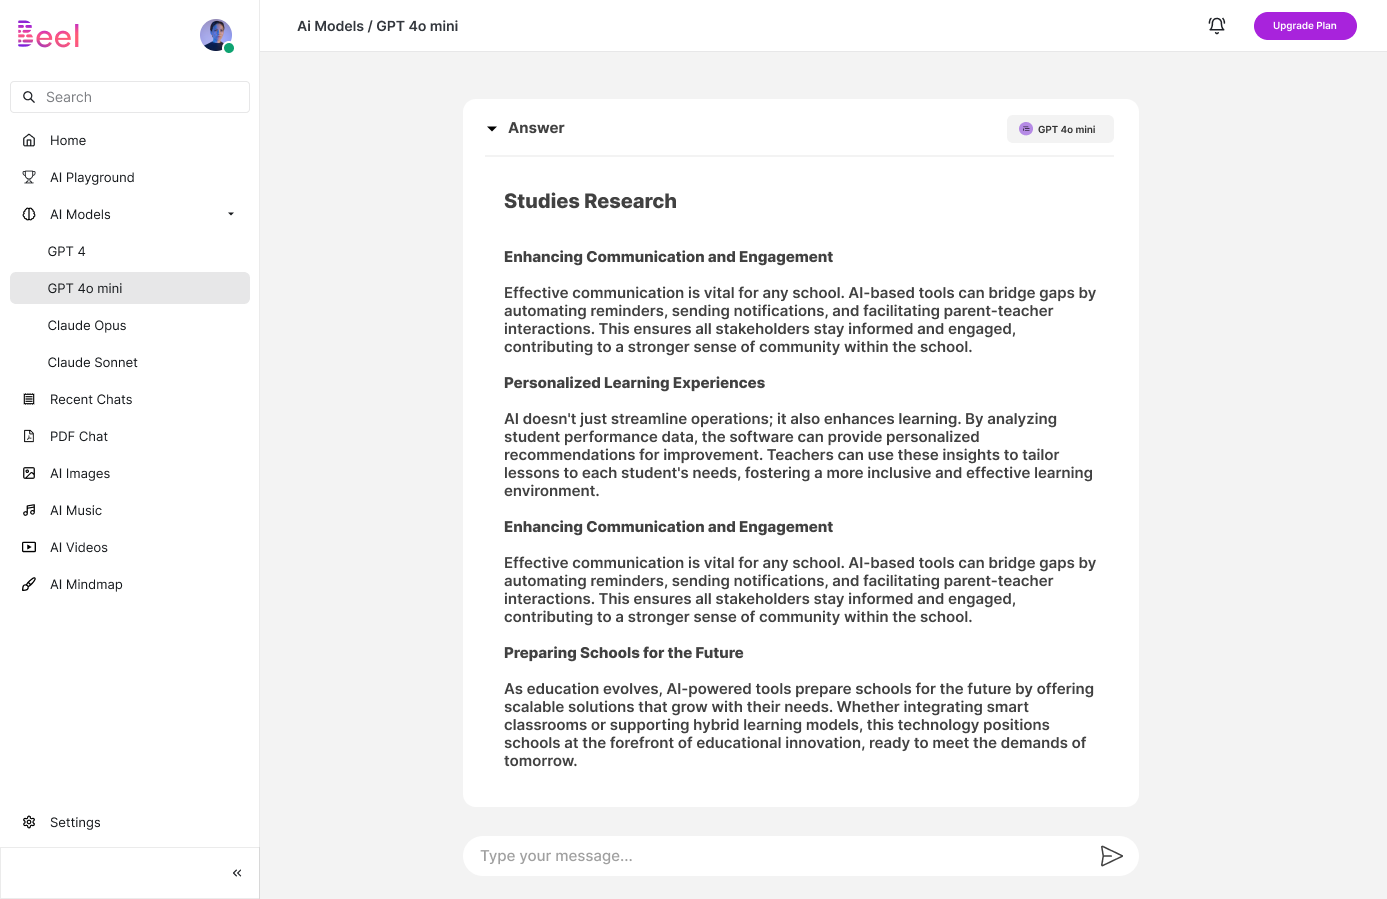 Beel
Ai Models / GPT 4o mini
Upgrade Plan
Search
Home
AI Playground
AI Models
GPT 4
GPT 4o mini
Claude Opus
Claude Sonnet
Recent Chats
PDF Chat
AI Images
AI Music
AI Videos
AI Mindmap
Settings
Answer
GPT 4o mini
Studies Research
Enhancing Communication and Engagement
Effective communication is vital for any school. AI-based tools can bridge gaps by
automating reminders, sending notifications, and facilitating parent-teacher
interactions. This ensures all stakeholders stay informed and engaged,
contributing to a stronger sense of community within the school.
Personalized Learning Experiences
AI doesn't just streamline operations; it also enhances learning. By analyzing
student performance data, the software can provide personalized
recommendations for improvement. Teachers can use these insights to tailor
lessons to each student's needs, fostering a more inclusive and effective learning
environment.
Enhancing Communication and Engagement
Effective communication is vital for any school. AI-based tools can bridge gaps by
automating reminders, sending notifications, and facilitating parent-teacher
interactions. This ensures all stakeholders stay informed and engaged,
contributing to a stronger sense of community within the school.
Preparing Schools for the Future
As education evolves, AI-powered tools prepare schools for the future by offering
scalable solutions that grow with their needs. Whether integrating smart
classrooms or supporting hybrid learning models, this technology positions
schools at the forefront of educational innovation, ready to meet the demands of
tomorrow.
Type your message...